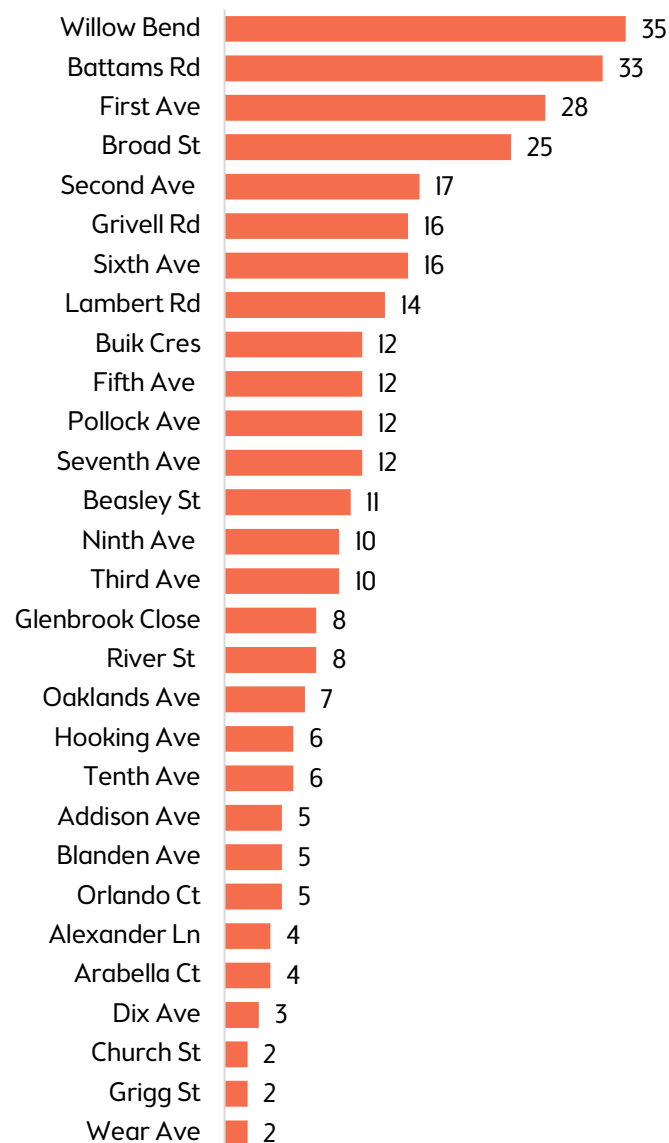 Willow Bend 35
Battams Rd 33
First Ave 28
Broad St 25
Second Ave 17
Grivell Rd 16
Sixth Ave 16
Lambert Rd 14
Buik Cres 12
Fifth Ave 12
Pollock Ave 12
Seventh Ave 12
Beasley St 11
Ninth Ave 10
Third Ave 10
Glenbrook Close 8
River St 8
Oaklands Ave 7
Hooking Ave 6
Tenth Ave 6
Addison Ave 5
Blanden Ave 5
Orlando Ct 5
Alexander Ln 4
Arabella Ct 4
Dix Ave 3
Church St 2
Grigg St 2
Wear Ave 2